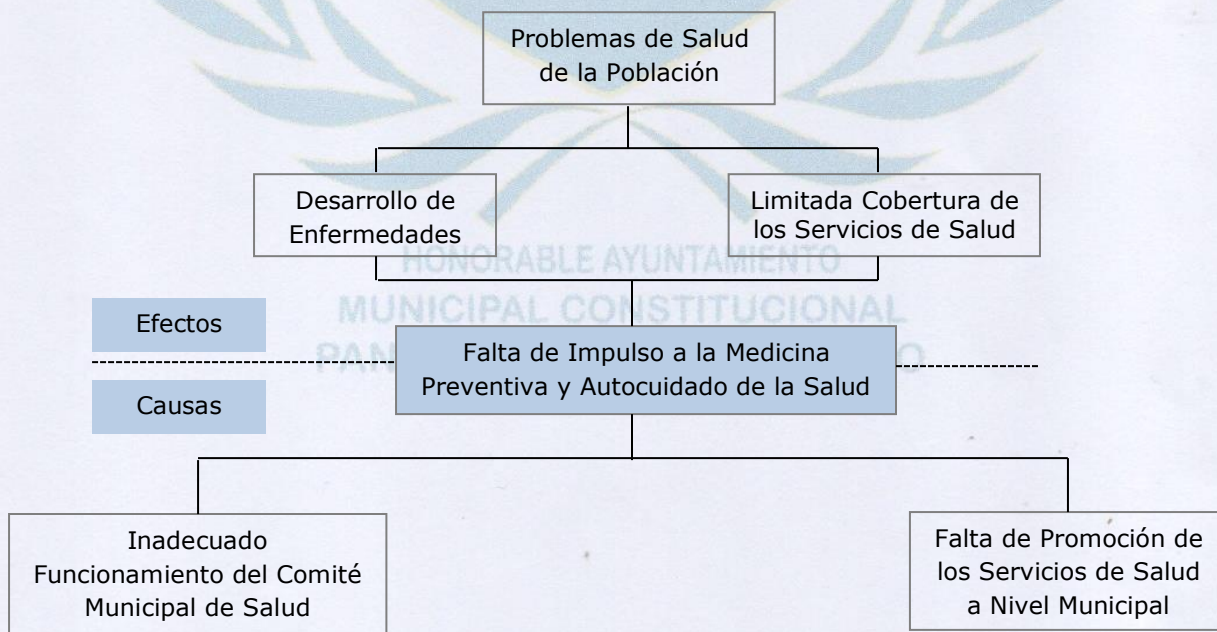 Problemas de Salud
de la Población
Desarrollo de
Enfermedades
Limitada Cobertura de
los Servicios de Salud
HONORABLE AYUNTAMIENTO
MUNICIPAL CONSTITUCIONAL
Efectos
Falta de Impulso a la Medicina
Preventiva y Autocuidado de la Salud
Causas
Inadecuado
Funcionamiento del Comité
Municipal de Salud
Falta de Promoción de
los Servicios de Salud
a Nivel Municipal